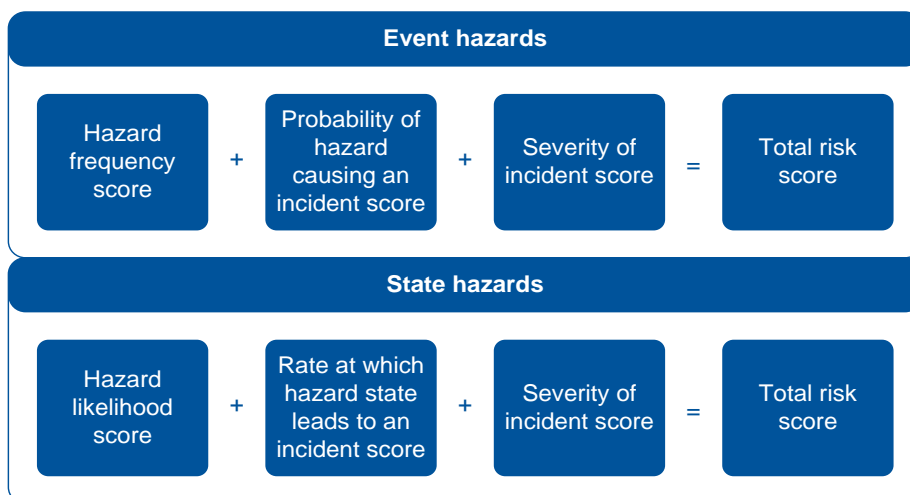 Event hazards
Hazard
frequency
score
+
Probability of
hazard
causing an
incident score
+
Severity of
incident score
=
Total risk
score
State hazards
Hazard
likelihood
score
+
Rate at which
hazard state
leads to an
incident score
+
Severity of
incident score
=
Total risk
score